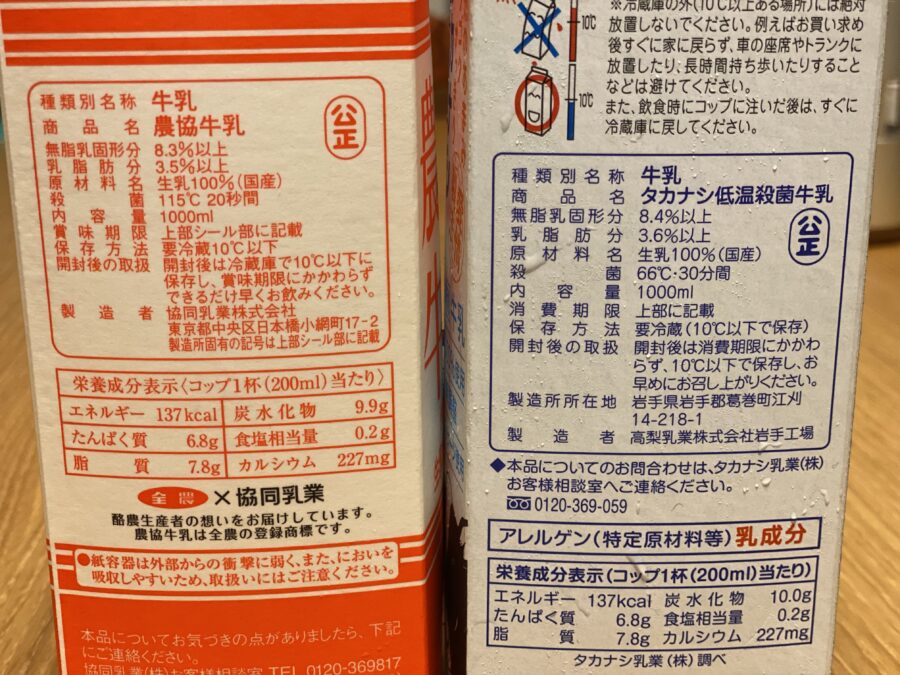 種類別名称 牛乳
商品名 農協牛乳
公正
無脂乳固形分 8.3%以上
乳脂肪分 3.5%以上
原材料名 生乳100%(国産)
殺菌 115℃ 20秒間
内容量 1000ml
賞味期限 上部シール部に記載
保存方法 要冷蔵10℃以下
開封後の取扱 開封後は冷蔵庫で10℃以下に
保存し、賞味期限にかかわらず
できるだけ早くお飲みください。
製造者 協同乳業株式会社
東京都中央区日本橋小網町17-2
製造所固有の記号は上部シール部に記載
栄養成分表示〈コップ1杯(200ml)当たり〉
エネルギー 137kcal 炭水化物 9.9g
たんぱく質 6.8g 食塩相当量 0.2g
脂質 7.8g カルシウム 227mg
全農×協同乳業
酪農生産者の想いをお届けしています。
農協牛乳は全農の登録商標です。
●紙容器は外部からの衝撃に弱く、また、においを
吸収しやすいため、取扱いにはご注意ください。
本品についてお気づきの点がありましたら、下記
にご連絡ください。
協同乳業(株)お客様相談室 TEL 0120-369817
※冷蔵庫の外(10℃以上ある場所)には絶対
放置しないでください。例えばお買い求め
後すぐに家に戻らず、車の座席やトランクに
放置したり、長時間持ち歩いたりすること
などは避けてください。
また、飲食時にコップに注いだ後は、すぐに
冷蔵庫に戻してください。
10℃
10℃
種類別名称 牛乳
商品名 タカナシ低温殺菌牛乳
公正
無脂乳固形分 8.4%以上
乳脂肪分 3.6%以上
原材料名 生乳100%(国産)
殺菌 66℃・30分間
内容量 1000ml
消費期限 上部に記載
保存方法 要冷蔵(10℃以下で保存)
開封後の取扱 開封後は消費期限にかかわ
らず、10℃以下で保存し、お
早めにお召し上がりください。
製造所所在地 岩手県岩手郡葛巻町江刈
14-218-1
製造者 高梨乳業株式会社岩手工場
◆本品についてのお問合わせは、タカナシ乳業(株)
お客様相談室へご連絡ください。
0120-369-059
アレルゲン(特定原材料等)乳成分
栄養成分表示(コップ1杯(200ml)当たり)
エネルギー 137kcal 炭水化物 10.0g
たんぱく質 6.8g 食塩相当量 0.2g
脂質 7.8g カルシウム 227mg
タカナシ乳業(株)調べ